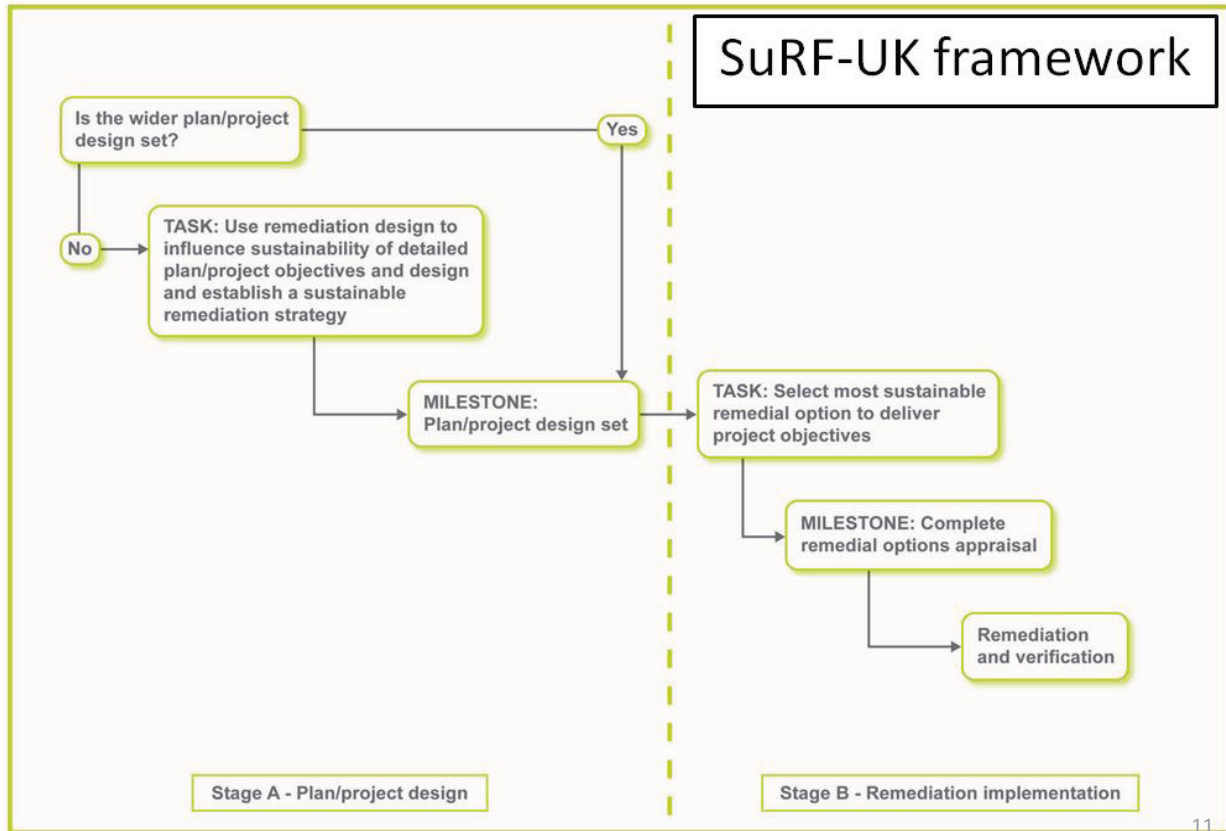 SuRF-UK framework
Is the wider plan/project
design set?
Yes
No
TASK: Use remediation design to
influence sustainability of detailed
plan/project objectives and design
and establish a sustainable
remediation strategy
MILESTONE:
Plan/project design set
TASK: Select most sustainable
remedial option to deliver
project objectives
MILESTONE: Complete
remedial options appraisal
Remediation
and verification
Stage A - Plan/project design
Stage B - Remediation implementation
11